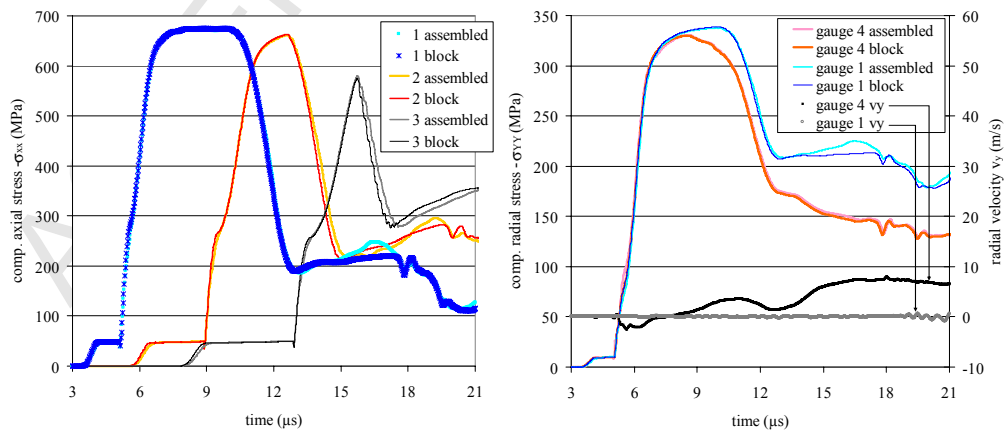 700
600
500
400
300
200
100
0
comp. axial stress -σxx (MPa)
3 6 9 12 15 18 21
time (µs)
1 assembled
1 block
2 assembled
2 block
3 assembled
3 block
350
300
250
200
150
100
50
0
comp. radial stress -σYY (MPa)
3 6 9 12 15 18 21
time (µs)
gauge 4 assembled
gauge 4 block
gauge 1 assembled
gauge 1 block
gauge 4 vy
gauge 1 vy
60
50
40
30
20
10
0
-10
radial velocity vy (m/s)